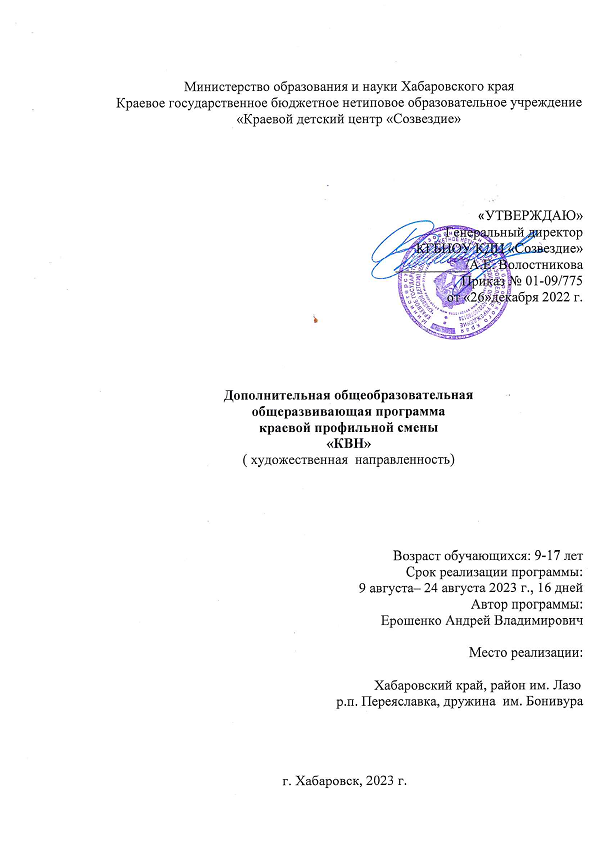 Министерство образования и науки Хабаровского края
Краевое государственное бюджетное нетиповое образовательное учреждение
«Краевой детский центр «Созвездие»
«УТВЕРЖДАЮ»
Генеральный директор
КГБНОУ КДЦ «Созвездие»
А.Е. Волостникова
Приказ № 01-09/775
от «26»декабря 2022 г.
Дополнительная общеобразовательная
общеразвивающая программа
краевой профильной смены
«КВН»
( художественная направленность)
Возраст обучающихся: 9-17 лет
Срок реализации программы:
9 августа– 24 августа 2023 г., 16 дней
Автор программы:
Ерошенко Андрей Владимирович
Место реализации:
Хабаровский край, район им. Лазо
р.п. Переяславка, дружина им. Бонивура
г. Хабаровск, 2023 г.